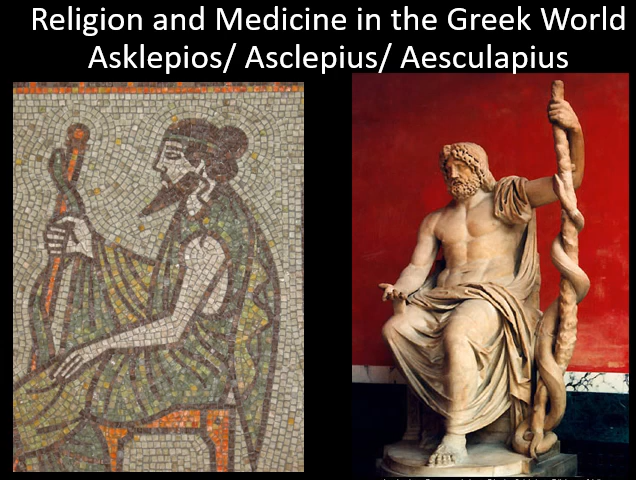 Religion and Medicine in the Greek World
Asklepios/ Asclepius/ Aesculapius